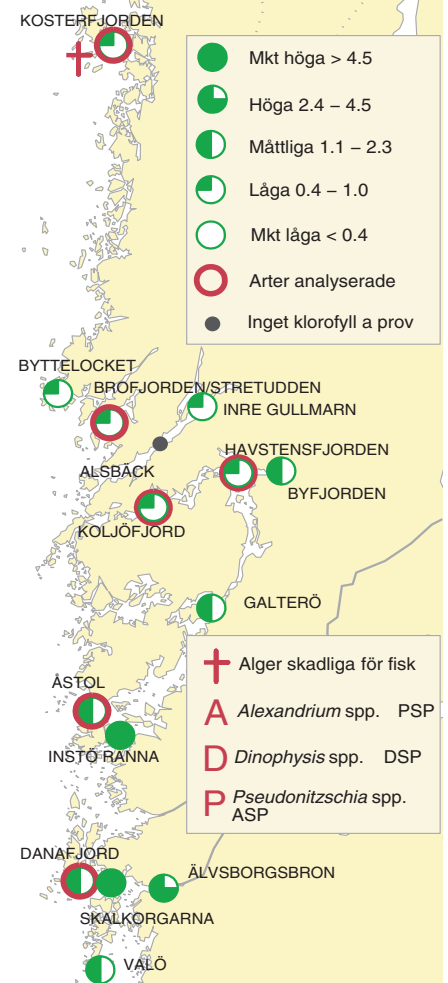 KOSTERFJORDEN
Mkt höga > 4.5
Höga 2.4 – 4.5
Måttliga 1.1 – 2.3
Låga 0.4 – 1.0
Mkt låga < 0.4
Arter analyserade
Inget klorofyll a prov
BYTTELOCKET
BROFJORDEN/STRETUDDEN
INRE GULLMARN
ALSBÄCK
HAVSTENSFJORDEN
BYFJORDEN
KOLJÖFJORD
GALTERÖ
Alger skadliga för fisk
A Alexandrium spp. PSP
D Dinophysis spp. DSP
P Pseudonitzschia spp.
ASP
ÅSTOL
INSTÖ RÄNNA
DANAFJORD
ÄLVSBORGSBRON
SKALKORGARNA
VALÖ